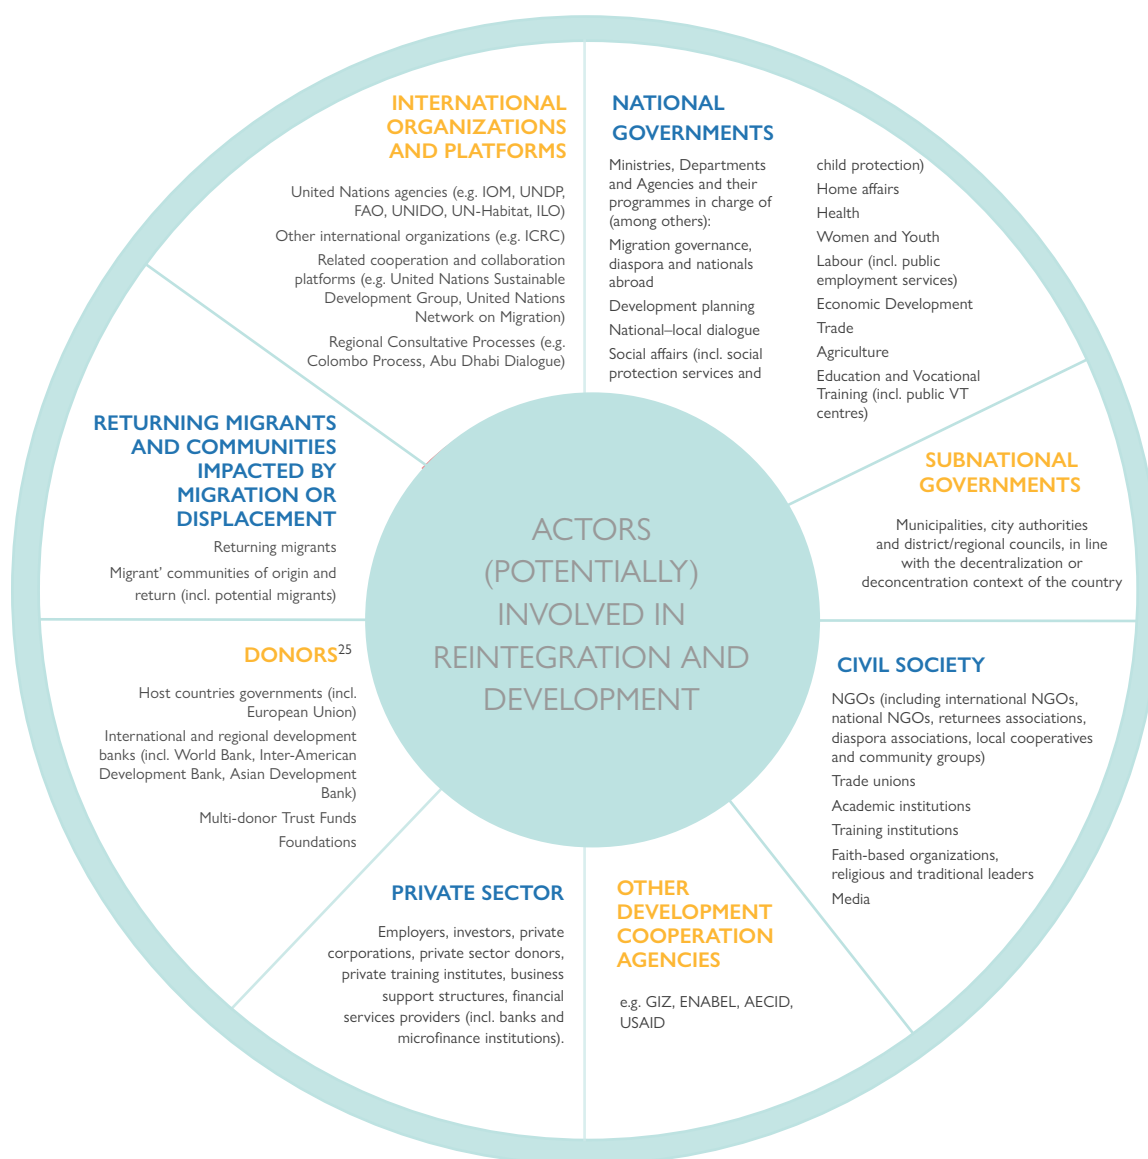 INTERNATIONAL
ORGANIZATIONS
AND PLATFORMS
United Nations agencies (e.g. IOM, UNDP,
FAO, UNIDO, UN-Habitat, ILO)
Other international organizations (e.g. ICRC)
Related cooperation and collaboration
platforms (e.g. United Nations Sustainable
Development Group, United Nations
Network on Migration)
Regional Consultative Processes (e.g.
Colombo Process, Abu Dhabi Dialogue)
NATIONAL
GOVERNMENTS
Ministries, Departments
and Agencies and their
programmes in charge of
(among others):
Migration governance,
diaspora and nationals
abroad
Development planning
National–local dialogue
Social affairs (incl. social
protection services and
child protection)
Home affairs
Health
Women and Youth
Labour (incl. public
employment services)
Economic Development
Trade
Agriculture
Education and Vocational
Training (incl. public VT
centres)
SUBNATIONAL
GOVERNMENTS
Municipalities, city authorities
and district/regional councils, in line
with the decentralization or
deconcentration context of the country
CIVIL SOCIETY
NGOs (including international NGOs,
national NGOs, returnees associations,
diaspora associations, local cooperatives
and community groups)
Trade unions
Academic institutions
Training institutions
Faith-based organizations,
religious and traditional leaders
Media
OTHER
DEVELOPMENT
COOPERATION
AGENCIES
e.g. GIZ, ENABEL, AECID,
USAID
PRIVATE SECTOR
Employers, investors, private
corporations, private sector donors,
private training institutes, business
support structures, financial
services providers (incl. banks and
microfinance institutions).
DONORS25
Host countries governments (incl.
European Union)
International and regional development
banks (incl. World Bank, Inter-American
Development Bank, Asian Development
Bank)
Multi-donor Trust Funds
Foundations
RETURNING MIGRANTS
AND COMMUNITIES
IMPACTED BY
MIGRATION OR
DISPLACEMENT
Returning migrants
Migrant’ communities of origin and
return (incl. potential migrants)
ACTORS
(POTENTIALLY)
INVOLVED IN
REINTEGRATION AND
DEVELOPMENT